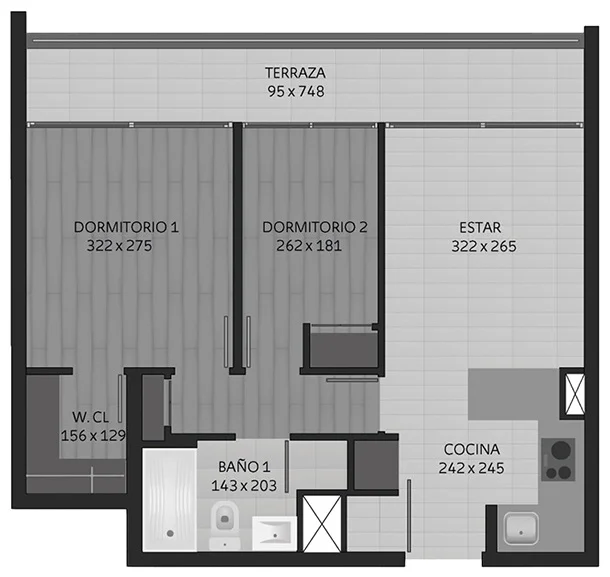 TERRAZA
95 x 748
DORMITORIO 1
322 x 275
DORMITORIO 2
262 x 181
ESTAR
322 x 265
W. CL
156 x 129
BAÑO 1
143 x 203
COCINA
242 x 245